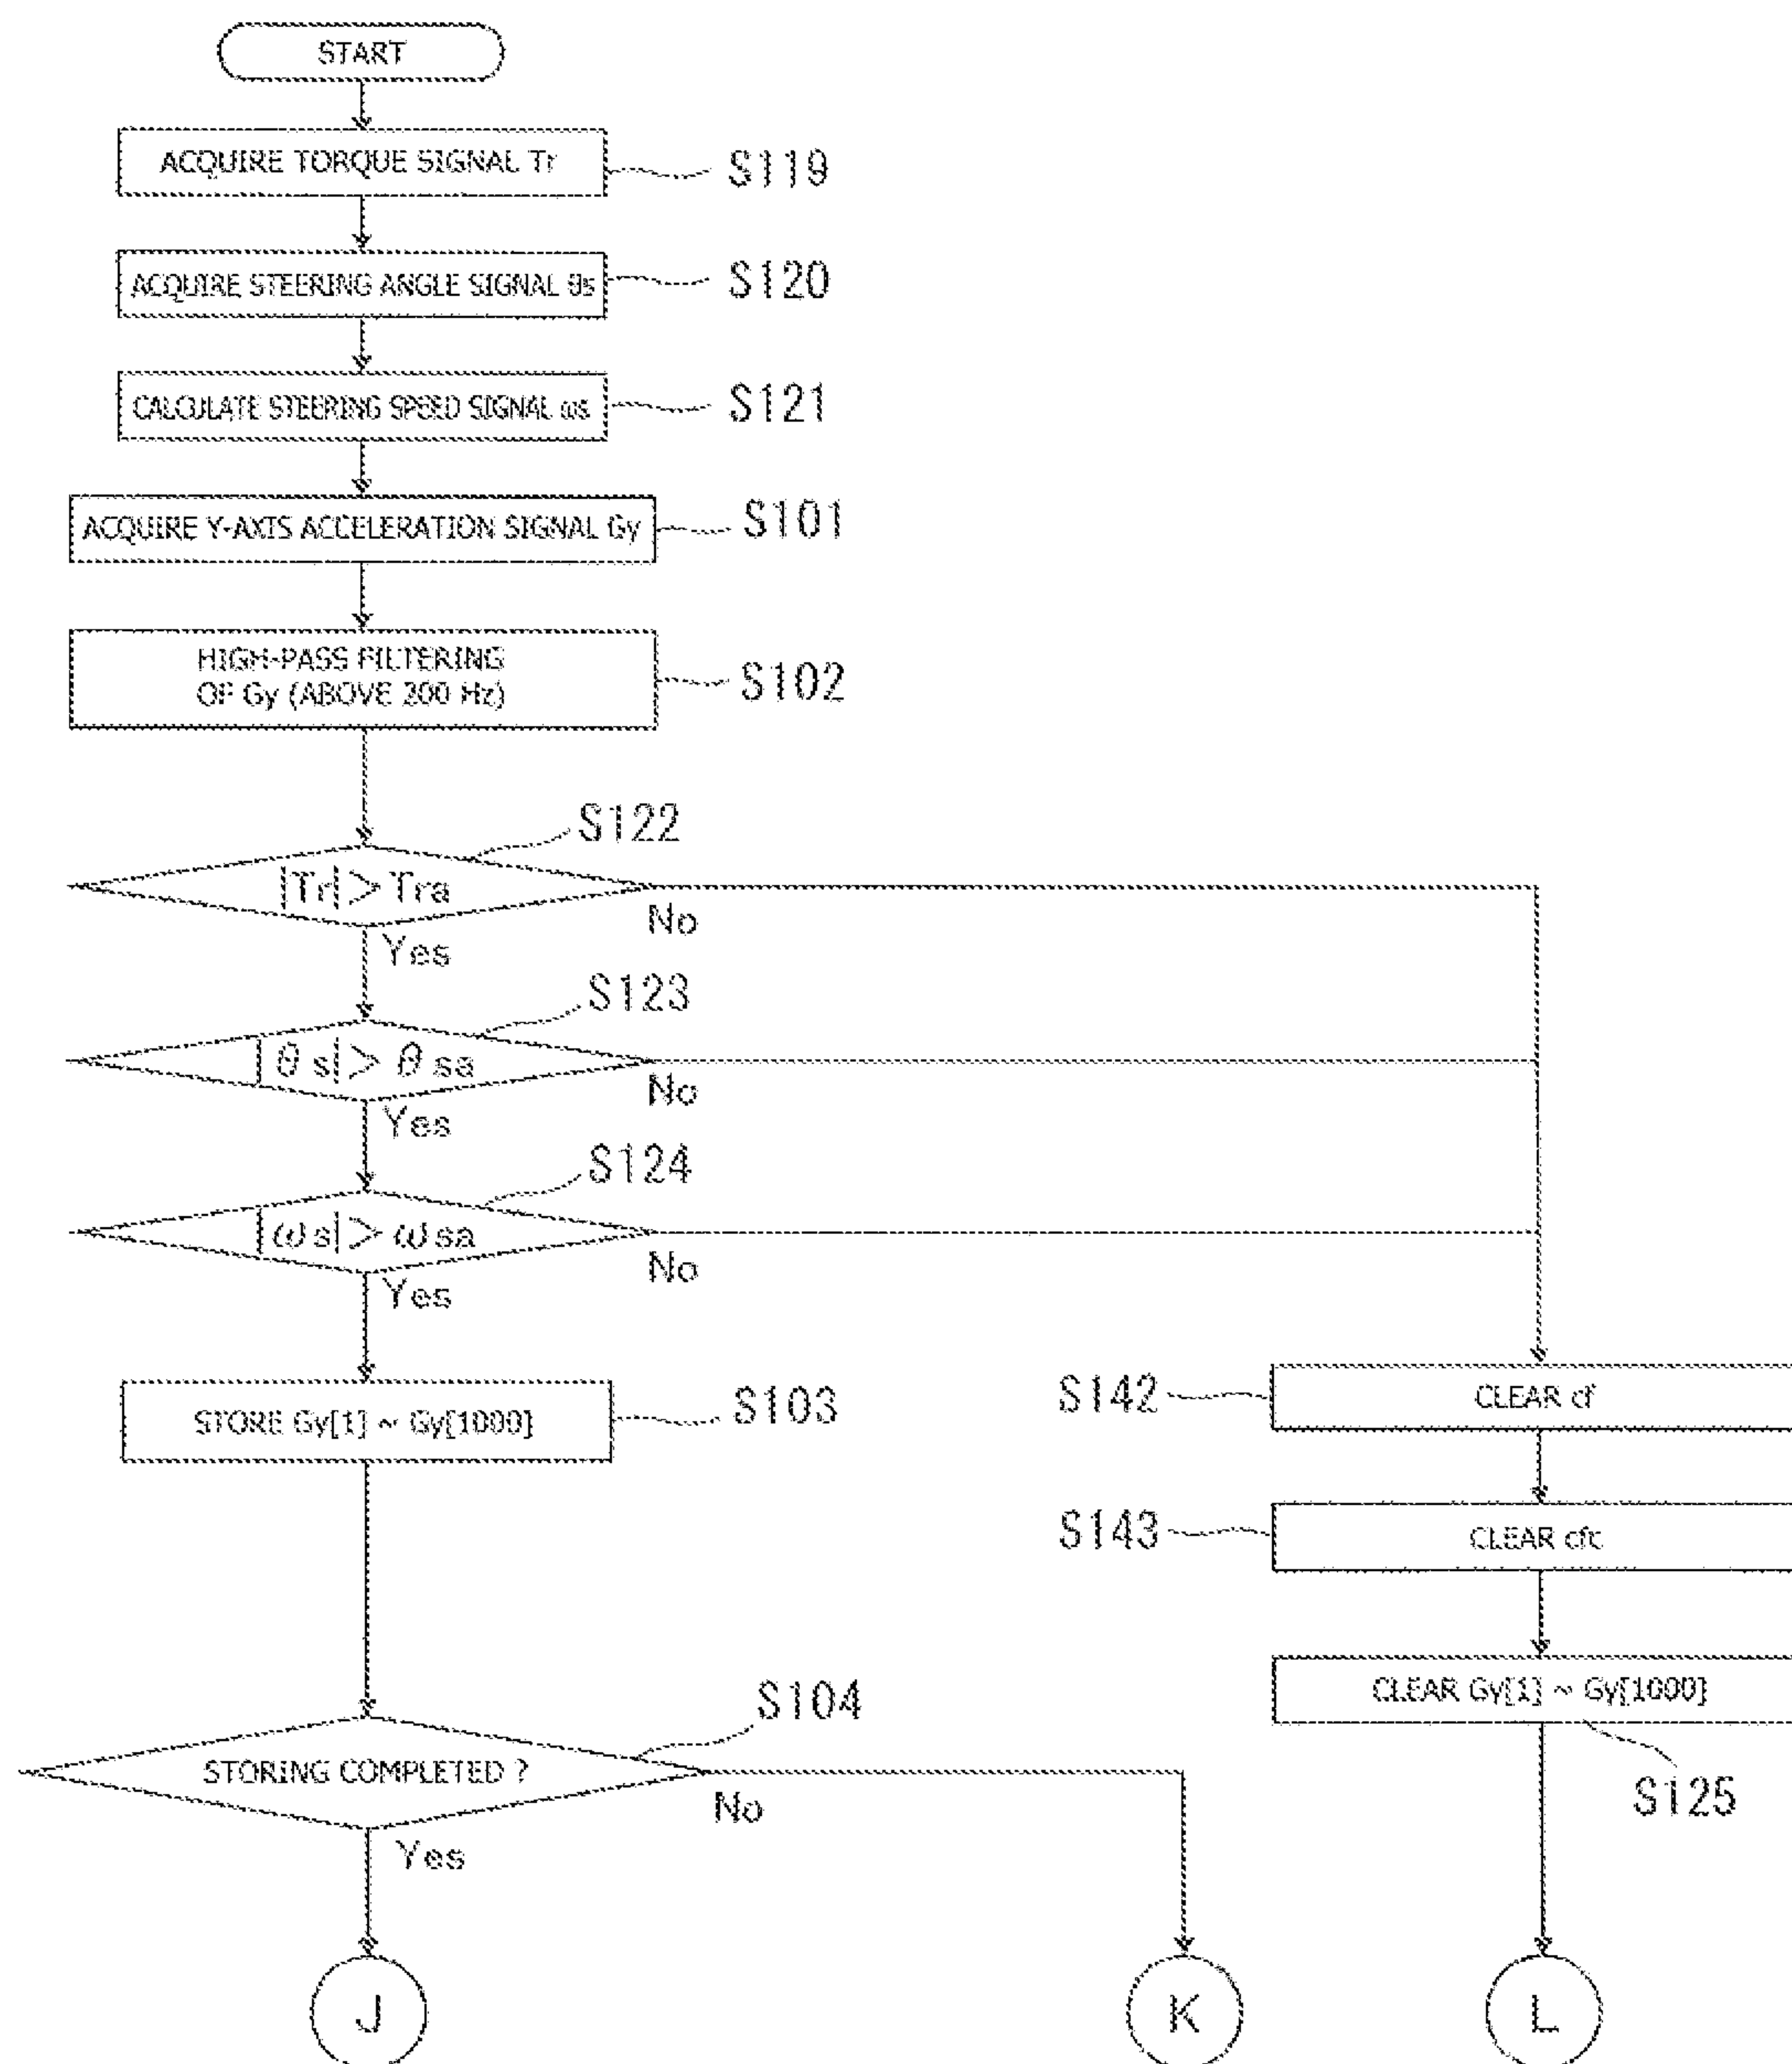 START
ACQUIRE TORQUE SIGNAL Tr
S119
ACQUIRE STEERING ANGLE SIGNAL θs
S120
CALCULATE STEERING SPEED SIGNAL ωs
S121
ACQUIRE Y-AXIS ACCELERATION SIGNAL Gy
S101
HIGH-PASS FILTERING
OF Gy (ABOVE 200 Hz)
S102
S122
|Tr| > Tra
No
Yes
S123
|θs| > θsa
No
Yes
S124
|ωs| > ωsa
No
Yes
STORE Gy[1] ~ Gy[1000]
S103
S142
CLEAR cf
S143
CLEAR cfc
CLEAR Gy[1] ~ Gy[1000]
S125
S104
STORING COMPLETED ?
No
Yes
J
K
L